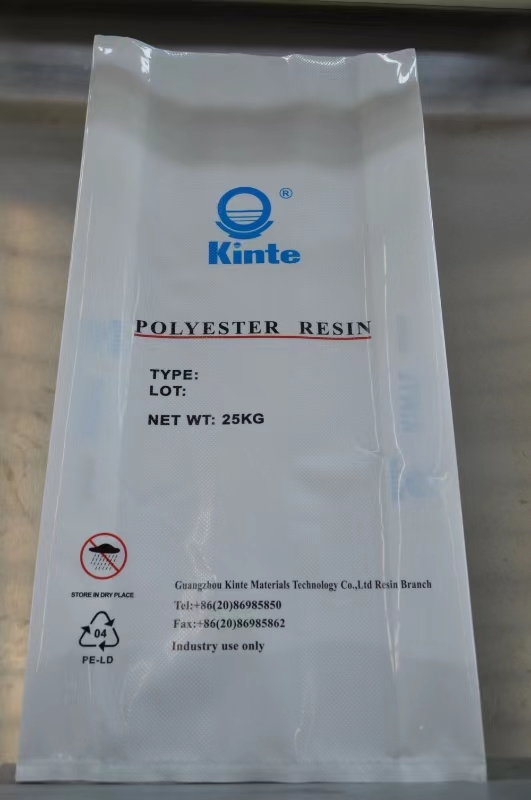 ®
Kinte
POLYESTER RESIN
TYPE:
LOT:
NET WT: 25KG
STORE IN DRY PLACE
04
PE-LD
Guangzhou Kinte Materials Technology Co.,Ltd Resin Branch
Tel:+86(20)86985850
Fax:+86(20)86985862
Industry use only